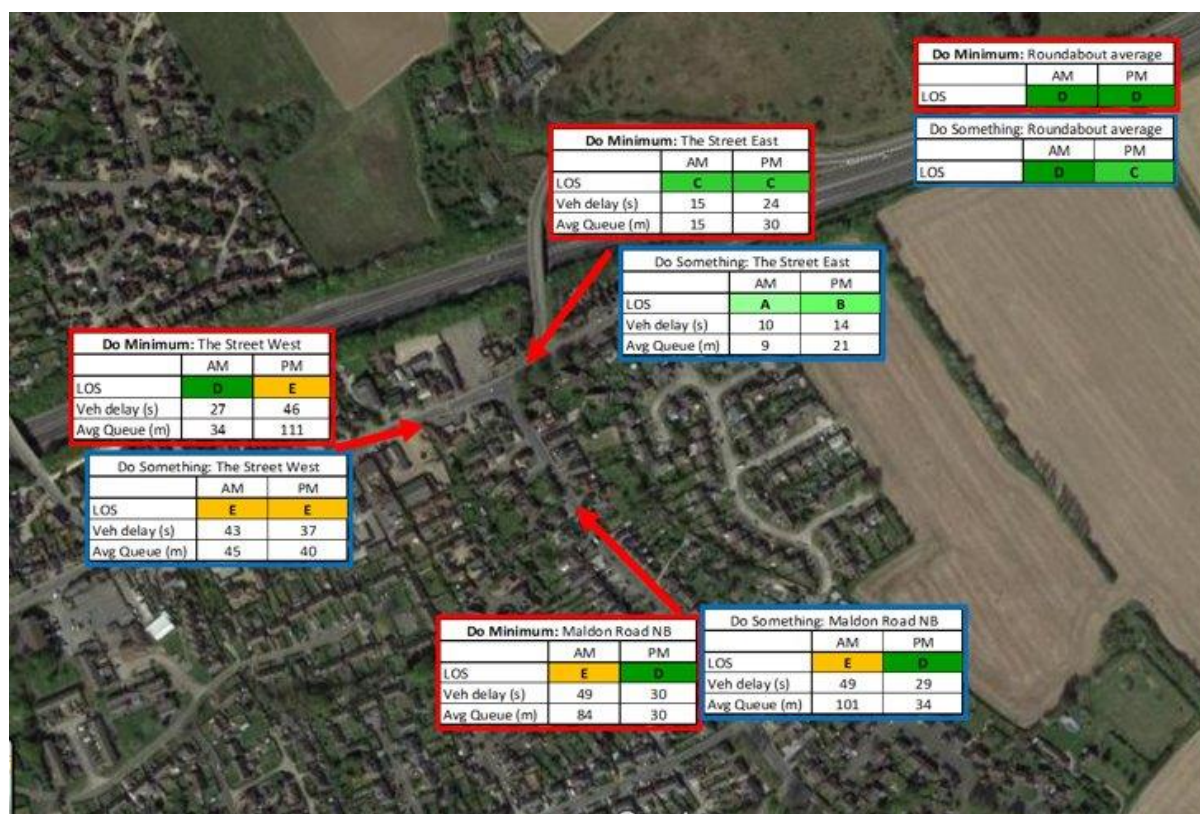 Do Minimum: Roundabout average
AM PM
LOS D D
Do Something: Roundabout average
AM PM
LOS D C
Do Minimum: The Street East
AM PM
LOS C C
Veh delay (s) 15 24
Avg Queue (m) 15 30
Do Something: The Street East
AM PM
LOS A B
Veh delay (s) 10 14
Avg Queue (m) 9 21
Do Minimum: The Street West
AM PM
LOS D E
Veh delay (s) 27 46
Avg Queue (m) 34 111
Do Something: The Street West
AM PM
LOS E E
Veh delay (s) 43 37
Avg Queue (m) 45 40
Do Minimum: Maldon Road NB
AM PM
LOS E D
Veh delay (s) 49 30
Avg Queue (m) 84 30
Do Something: Maldon Road NB
AM PM
LOS E D
Veh delay (s) 49 29
Avg Queue (m) 101 34